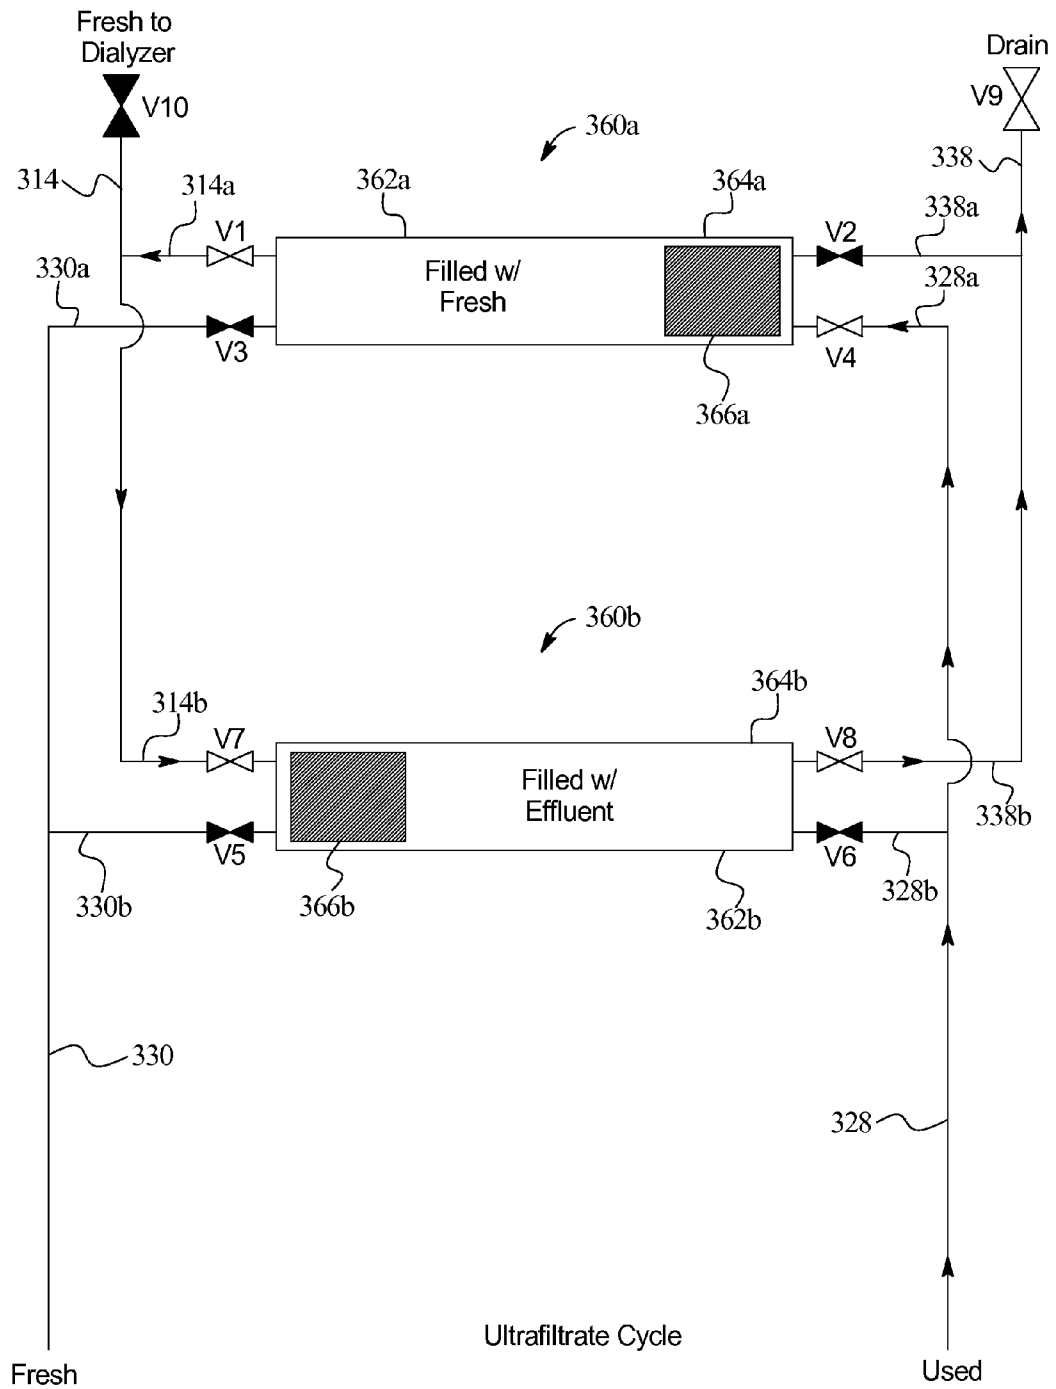 Fresh to
Dialyzer
Drain
V10
V9
360a
338
314
314a
362a
364a
338a
V1
V2
330a
Filled w/
Fresh
328a
V3
V4
366a
360b
364b
314b
V7
V8
Filled w/
Effluent
338b
V5
V6
330b
366b
362b
328b
330
328
Ultrafiltrate Cycle
Fresh
Used